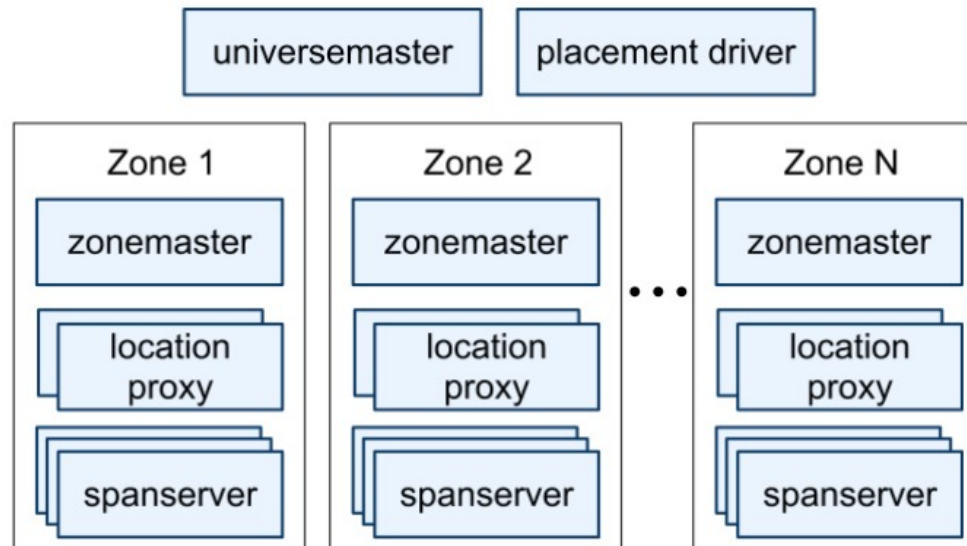 universemaster
placement driver
Zone 1
zonemaster
location
proxy
spanserver
Zone 2
zonemaster
location
proxy
spanserver
...
Zone N
zonemaster
location
proxy
spanserver